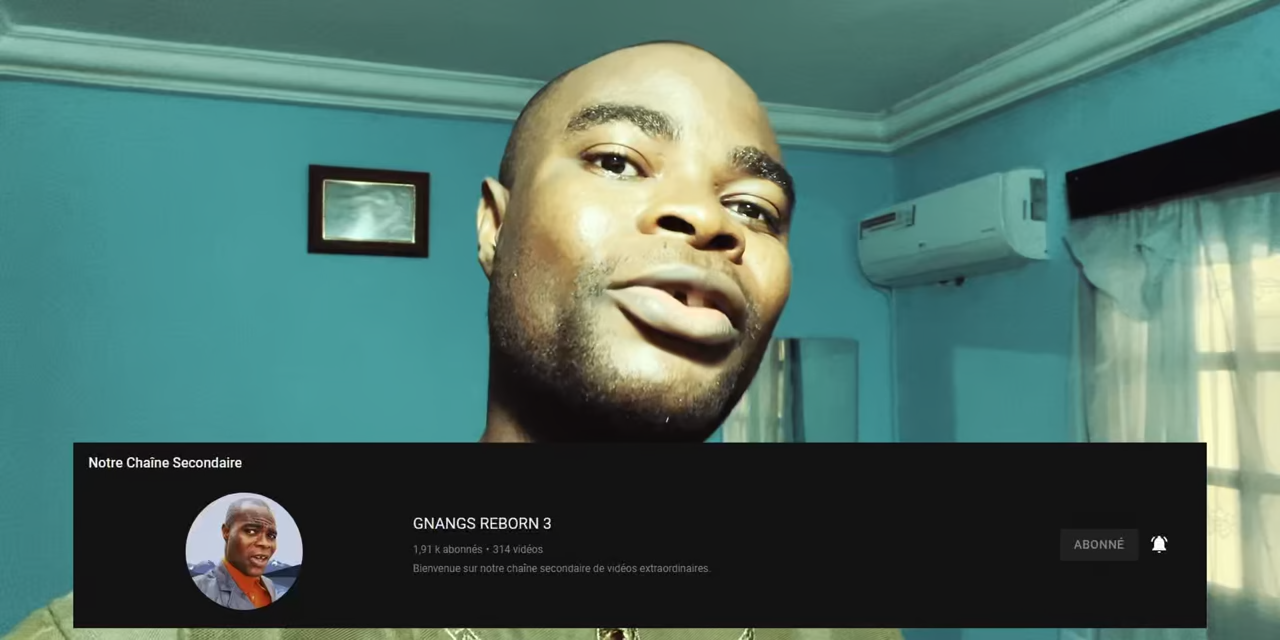 Notre Chaîne Secondaire
GNANGS REBORN 3
1,91 k abonnés • 314 vidéos
Bienvenue sur notre chaîne secondaire de vidéos extraordinaires.
ABONNÉ